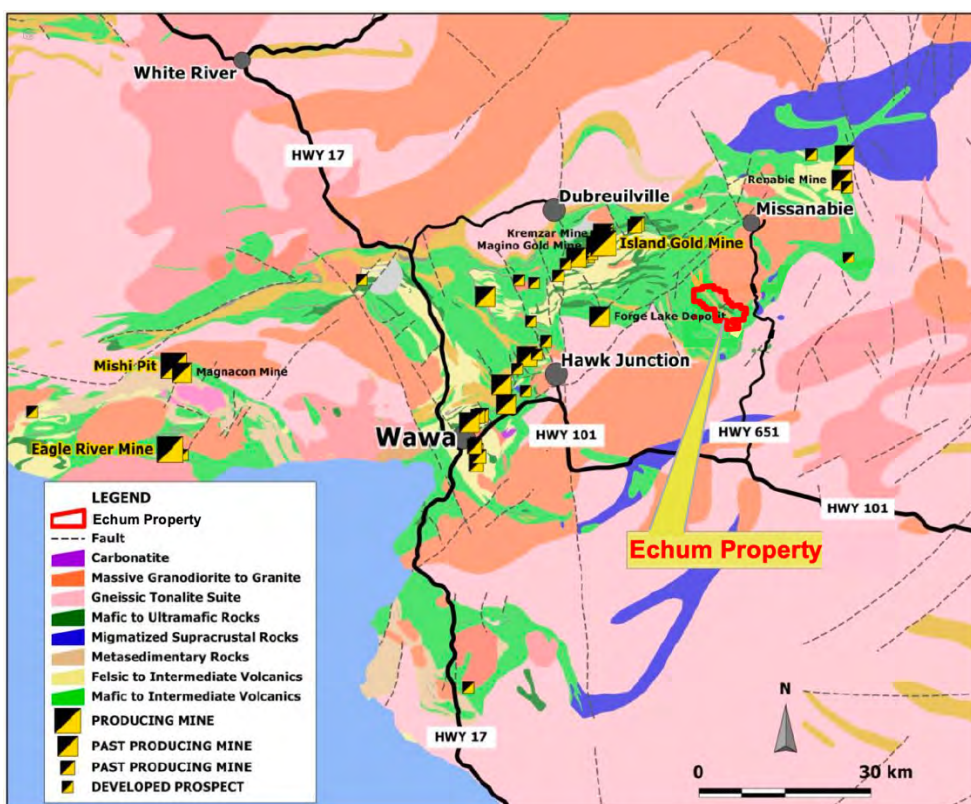 White River
HWY 17
Dubreuilville
Renabie Mine
Missanabie
Kremzar Mine
Magino Gold Mine
Island Gold Mine
Forge Lake Deposit
Mishi Pit
Magnacon Mine
Hawk Junction
Eagle River Mine
Wawa
HWY 101
HWY 651
HWY 101
Echum Property
LEGEND
Echum Property
Fault
Carbonatite
Massive Granodiorite to Granite
Gneissic Tonalite Suite
Mafic to Ultramafic Rocks
Migmatized Supracrustal Rocks
Metasedimentary Rocks
Felsic to Intermediate Volcanics
Mafic to Intermediate Volcanics
PRODUCING MINE
PAST PRODUCING MINE
PAST PRODUCING MINE
DEVELOPED PROSPECT
HWY 17
N
0 30 km